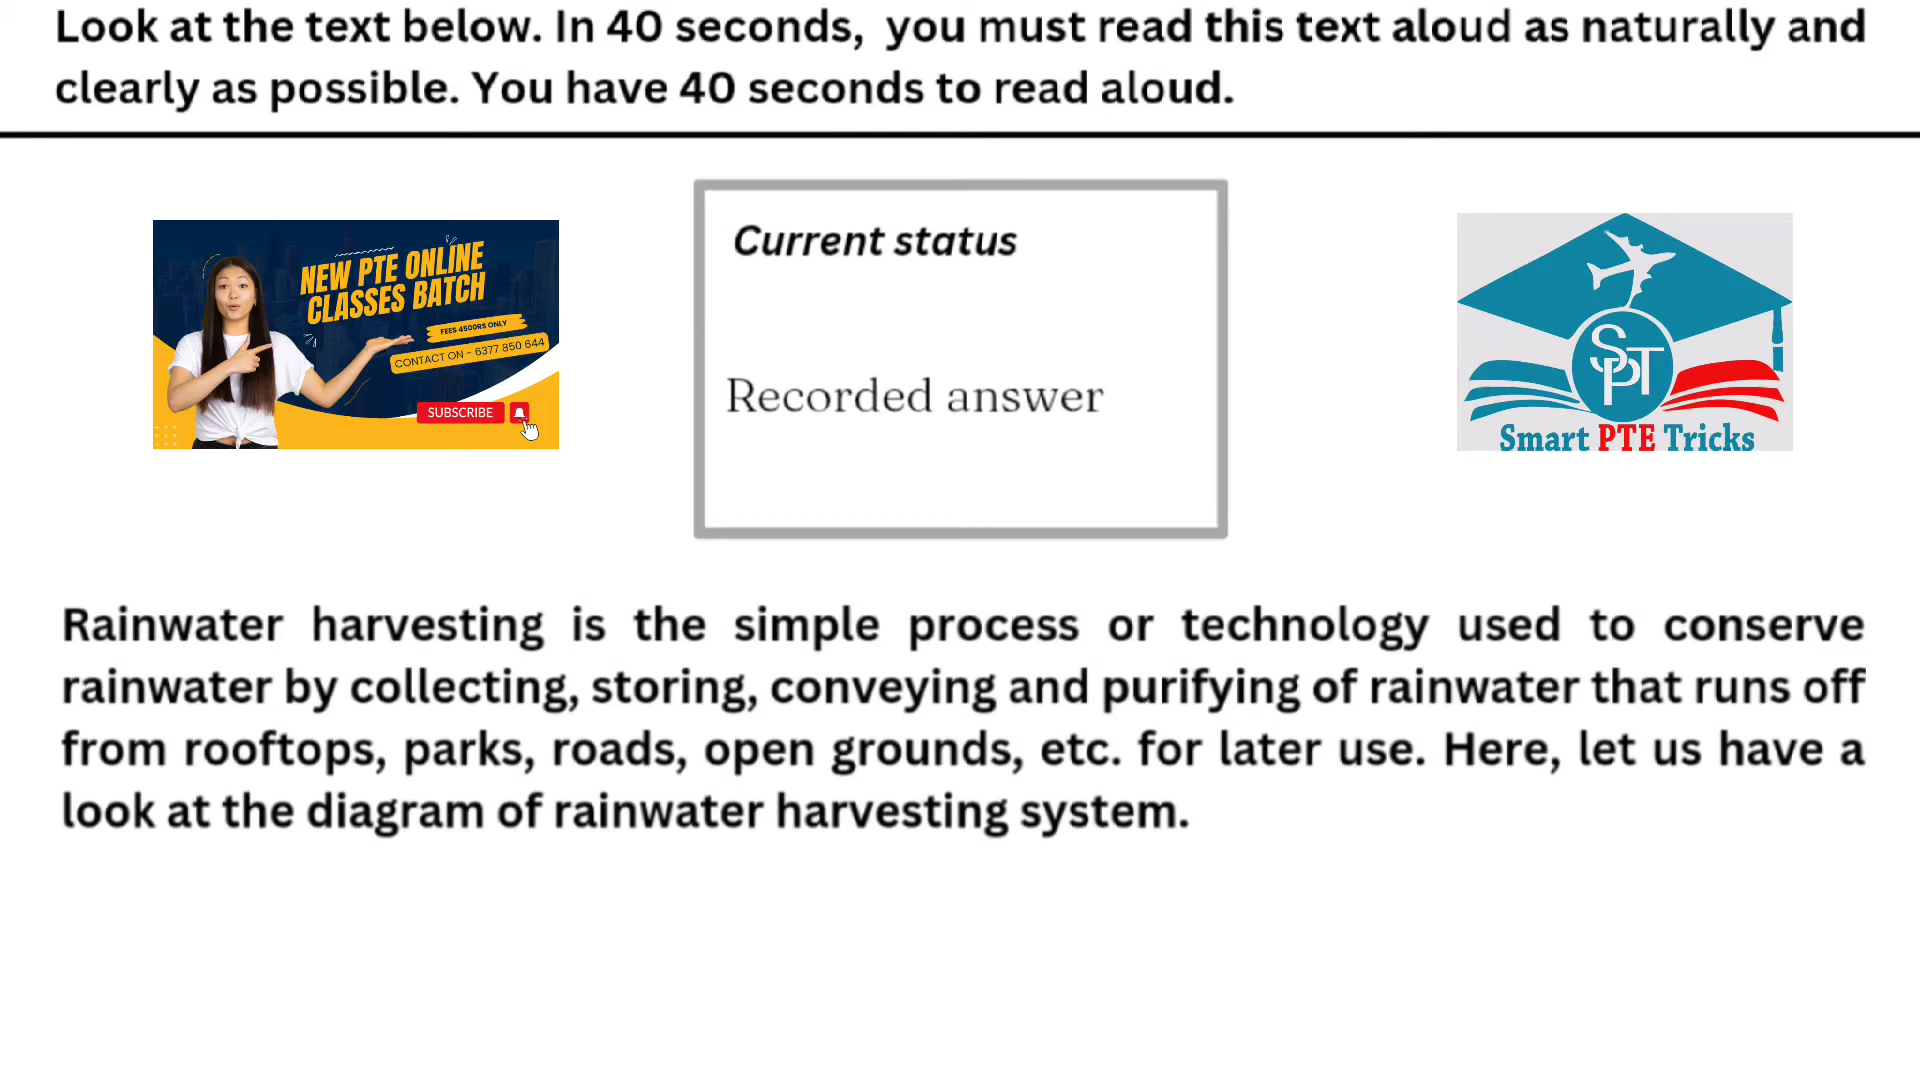 Look at the text below. In 40 seconds, you must read this text aloud as naturally and
clearly as possible. You have 40 seconds to read aloud.
NEW PTE ONLINE
CLASSES BATCH
FEES 4500RS ONLY
CONTACT ON - 6377 850 644
SUBSCRIBE
Current status
Recorded answer
SPT
Smart PTE Tricks
Rainwater harvesting is the simple process or technology used to conserve
rainwater by collecting, storing, conveying and purifying of rainwater that runs off
from rooftops, parks, roads, open grounds, etc. for later use. Here, let us have a
look at the diagram of rainwater harvesting system.